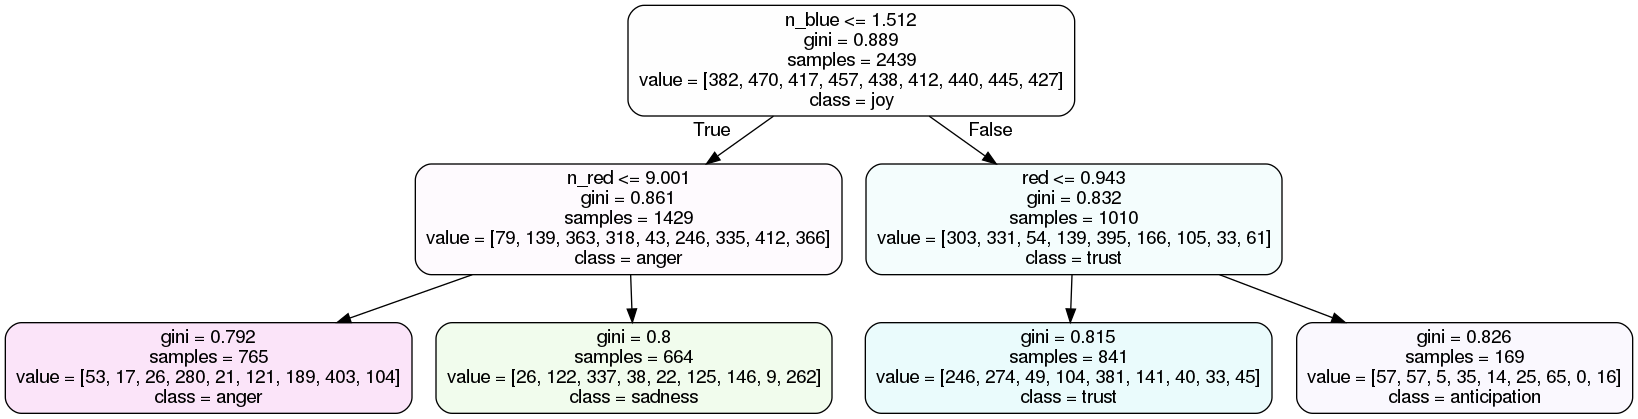 n_blue <= 1.512
gini = 0.889
samples = 2439
value = [382, 470, 417, 457, 438, 412, 440, 445, 427]
class = joy
True
False
n_red <= 9.001
gini = 0.861
samples = 1429
value = [79, 139, 363, 318, 43, 246, 335, 412, 366]
class = anger
red <= 0.943
gini = 0.832
samples = 1010
value = [303, 331, 54, 139, 395, 166, 105, 33, 61]
class = trust
gini = 0.792
samples = 765
value = [53, 17, 26, 280, 21, 121, 189, 403, 104]
class = anger
gini = 0.8
samples = 664
value = [26, 122, 337, 38, 22, 125, 146, 9, 262]
class = sadness
gini = 0.815
samples = 841
value = [246, 274, 49, 104, 381, 141, 40, 33, 45]
class = trust
gini = 0.826
samples = 169
value = [57, 57, 5, 35, 14, 25, 65, 0, 16]
class = anticipation